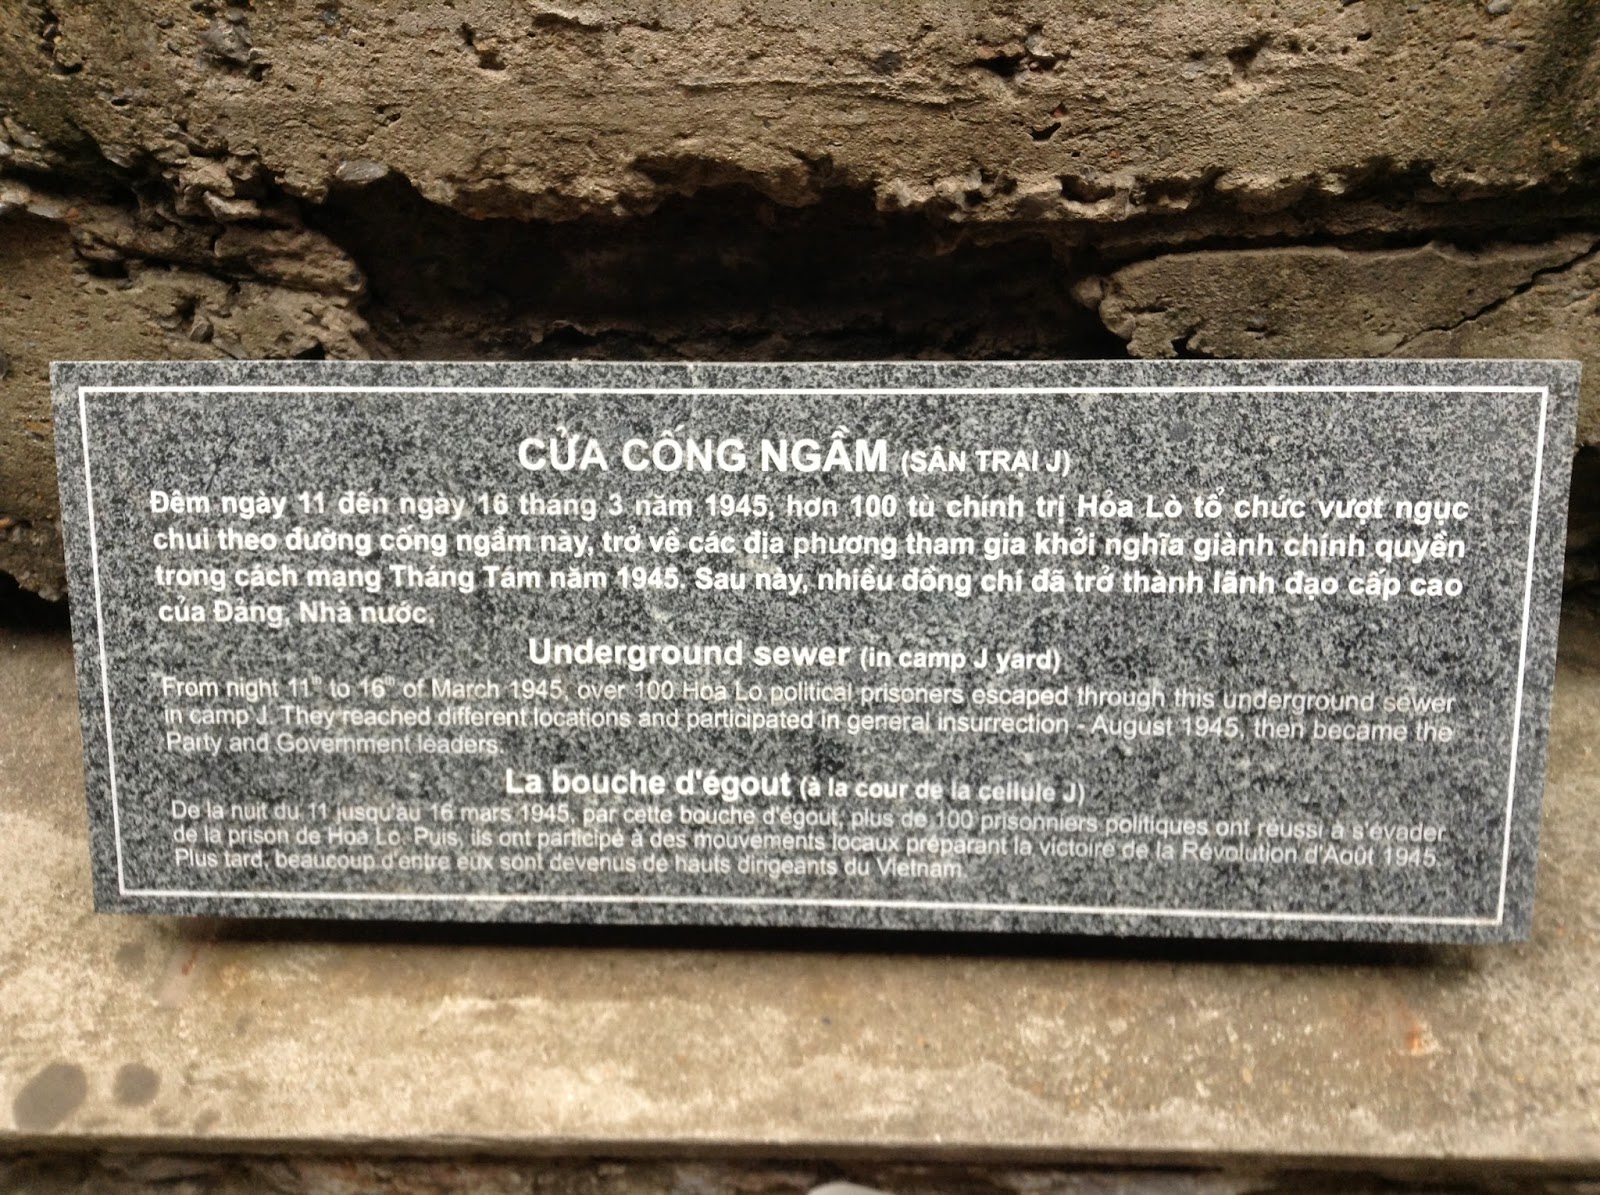 CỬA CỐNG NGẦM (SÂN TRẠI J)
Đêm ngày 11 đến ngày 16 tháng 3 năm 1945, hơn 100 tù chính trị Hỏa Lò tổ chức vượt ngục
chui theo đường cống ngầm này, trở về các địa phương tham gia khởi nghĩa giành chính quyền
trong cách mạng Tháng Tám năm 1945. Sau này, nhiều đồng chí đã trở thành lãnh đạo cấp cao
của Đảng, Nhà nước.
Underground sewer (in camp J yard)
From night 11th to 16th of March 1945, over 100 Hoa Lo political prisoners escaped through this underground sewer
in camp J. They reached different locations and participated in general insurrection - August 1945, then became the
Party and Government leaders.
La bouche d'égout (à la cour de la cellule J)
De la nuit du 11 jusqu'au 16 mars 1945, par cette bouche d'égout, plus de 100 prisonniers politiques ont réussi à s'évader
de la prison de Hoa Lo. Puis, ils ont participé à des mouvements locaux préparant la victoire de la Révolution d'Août 1945.
Plus tard, beaucoup d'entre eux sont devenus de hauts dirigeants du Vietnam.